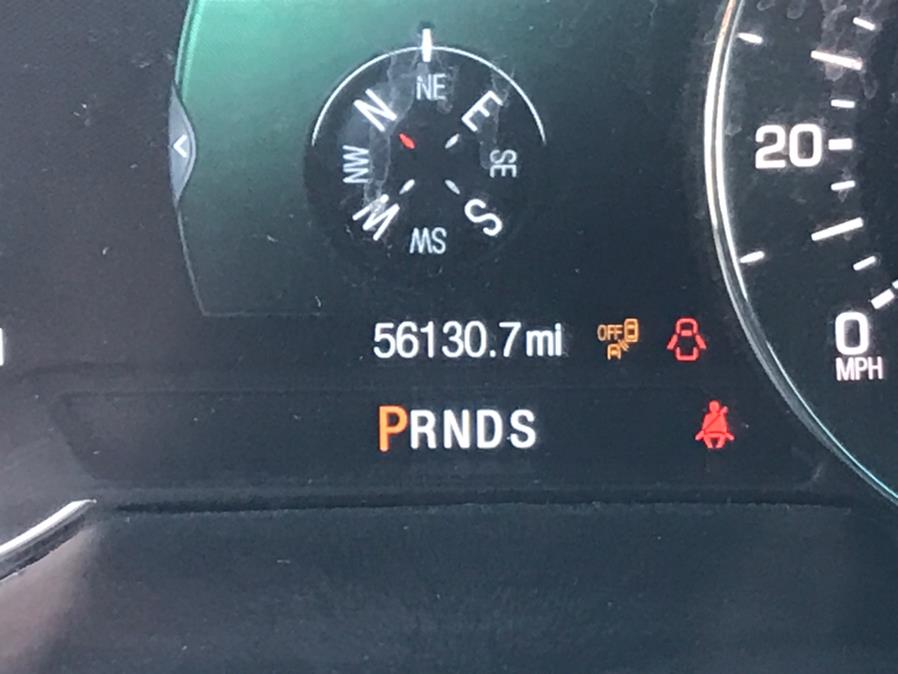 NE
N E
NW SE
W S
SW
20
56130.7mi OFF
0
MPH
PRNDS